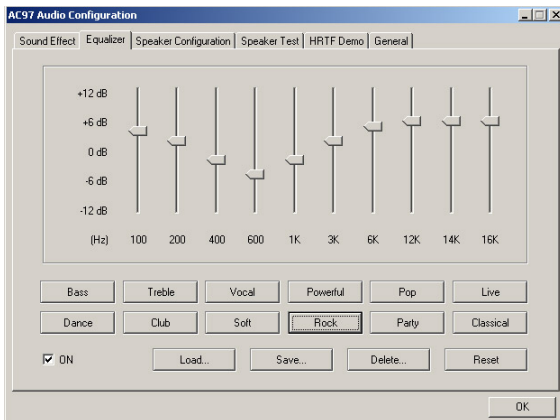 AC97 Audio Configuration
Sound Effect Equalizer Speaker Configuration Speaker Test HRTF Demo General
+12 dB
+6 dB
0 dB
-6 dB
-12 dB
(Hz) 100 200 400 600 1K 3K 6K 12K 14K 16K
Bass Treble Vocal Powerful Pop Live
Dance Club Soft Rock Party Classical
ON Load... Save... Delete... Reset
OK